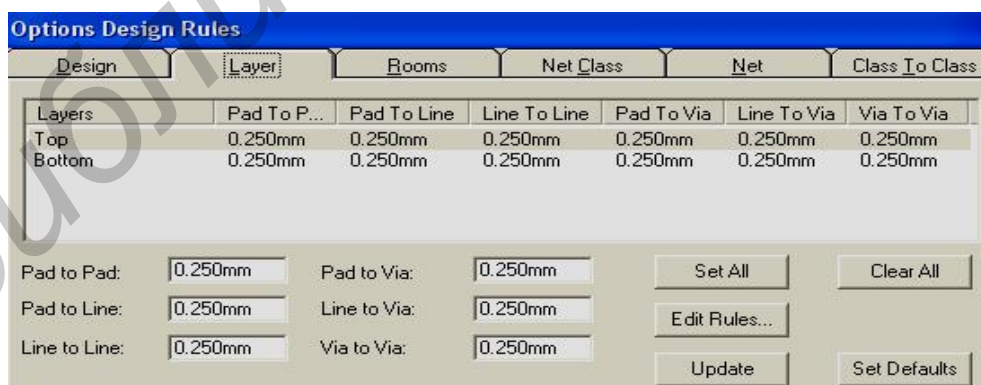 Options Design Rules
Design Layer Rooms Net Class Net Class To Class
Layers Pad To P... Pad To Line Line To Line Pad To Via Line To Via Via To Via
Top 0.250mm 0.250mm 0.250mm 0.250mm 0.250mm 0.250mm
Bottom 0.250mm 0.250mm 0.250mm 0.250mm 0.250mm 0.250mm
Pad to Pad: 0.250mm Pad to Via: 0.250mm Set All Clear All
Pad to Line: 0.250mm Line to Via: 0.250mm Edit Rules...
Line to Line: 0.250mm Via to Via: 0.250mm Update Set Defaults